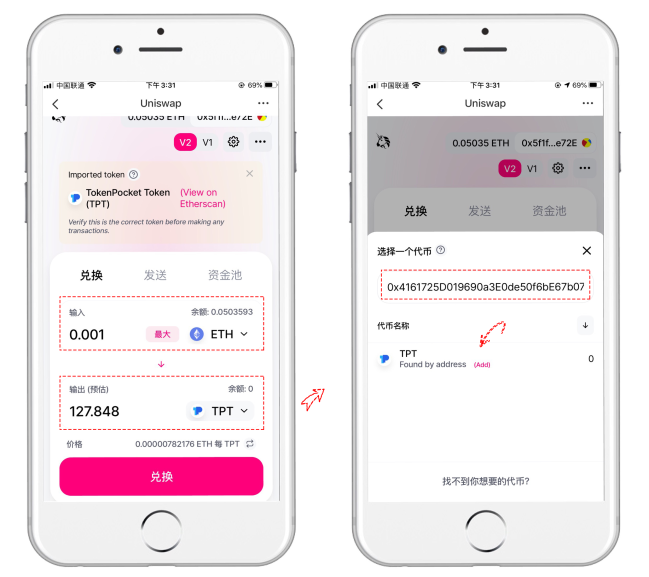 中国联通 下午 3:31 69%
Uniswap
0.05035 ETH 0x5f1f...e72E
V2 V1
Imported token
TokenPocket Token (View on
(TPT) Etherscan)
Verify this is the correct token before making any
transactions.
兑换 发送 资金池
输入 余额: 0.0503593
0.001 最大 ETH
输出 (预估) 余额: 0
127.848 TPT
价格 0.00000782176 ETH 每 TPT
兑换
中国联通 下午 3:31 69%
Uniswap
0.05035 ETH 0x5f1f...e72E
V2 V1
兑换 发送 资金池
选择一个代币
0x4161725D019690a3E0de50f6bE67b07
代币名称
TPT
Found by address (Add) 0
找不到你想要的代币?